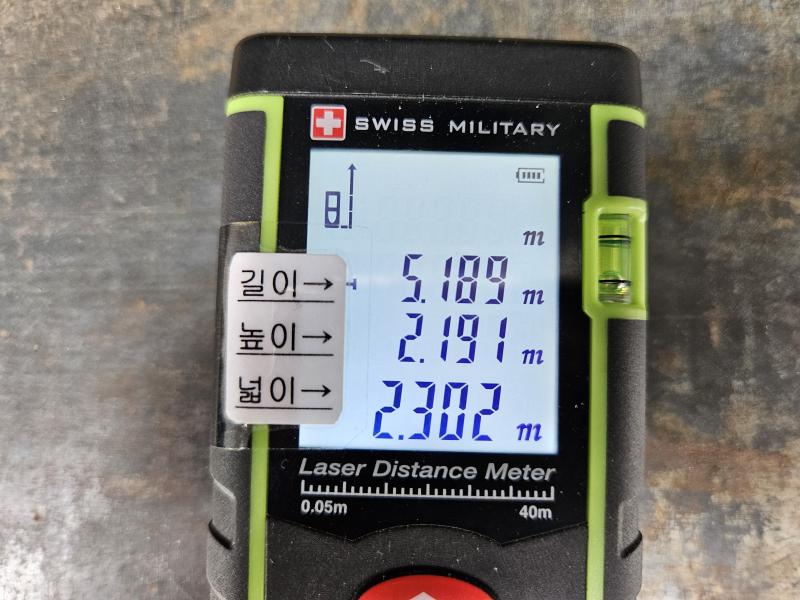 SWISS MILITARY
m
길이→ 5.189 m
높이→ 2.191 m
넓이→ 2.302 m
Laser Distance Meter
0.05m 40m